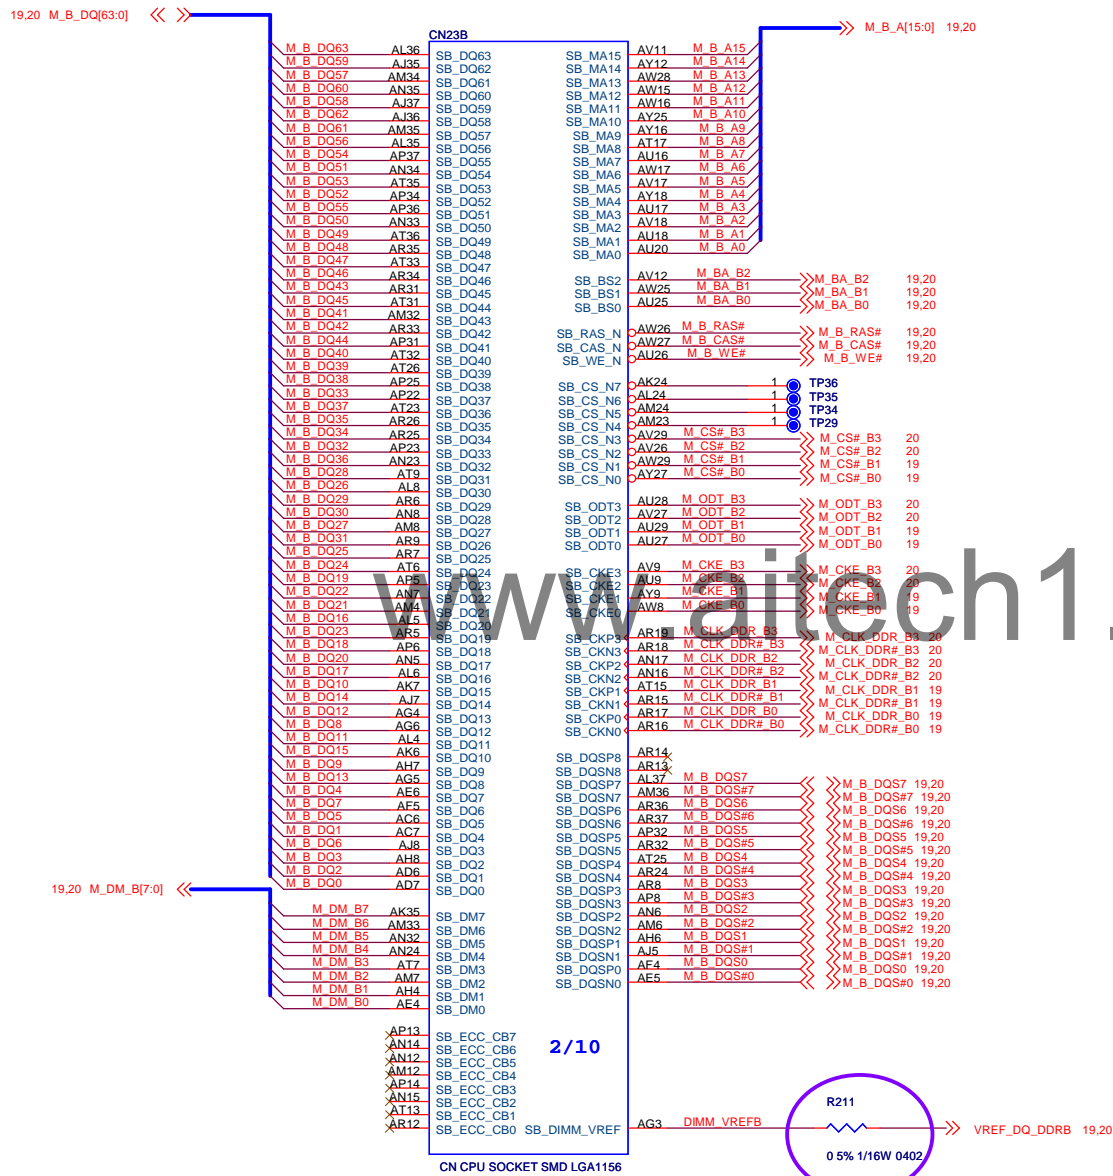 19,20 M_B_DQ[63:0]
M_B_A[15:0] 19,20
CN23B
M_B_DQ63 AL36 SB_DQ63 SB_MA15 AV11 M_B_A15
M_B_DQ59 AJ35 SB_DQ62 SB_MA14 AY12 M_B_A14
M_B_DQ57 AM34 SB_DQ61 SB_MA13 AW28 M_B_A13
M_B_DQ60 AN35 SB_DQ60 SB_MA12 AW15 M_B_A12
M_B_DQ58 AJ37 SB_DQ59 SB_MA11 AW16 M_B_A11
M_B_DQ62 AJ36 SB_DQ58 SB_MA10 AY25 M_B_A10
M_B_DQ61 AM35 SB_DQ57 SB_MA9 AY16 M_B_A9
M_B_DQ56 AL35 SB_DQ56 SB_MA8 AT17 M_B_A8
M_B_DQ54 AP37 SB_DQ55 SB_MA7 AU16 M_B_A7
M_B_DQ51 AN34 SB_DQ54 SB_MA6 AW17 M_B_A6
M_B_DQ53 AT35 SB_DQ53 SB_MA5 AV17 M_B_A5
M_B_DQ52 AP34 SB_DQ52 SB_MA4 AY18 M_B_A4
M_B_DQ55 AP36 SB_DQ51 SB_MA3 AU17 M_B_A3
M_B_DQ50 AN33 SB_DQ50 SB_MA2 AV18 M_B_A2
M_B_DQ49 AT36 SB_DQ49 SB_MA1 AU18 M_B_A1
M_B_DQ48 AR35 SB_DQ48 SB_MA0 AU20 M_B_A0
M_B_DQ47 AT33 SB_DQ47
M_B_DQ46 AR34 SB_DQ46 SB_BS2 AV12 M_BA_B2 M_BA_B2 19,20
M_B_DQ43 AR31 SB_DQ45 SB_BS1 AW25 M_BA_B1 M_BA_B1 19,20
M_B_DQ45 AT31 SB_DQ44 SB_BS0 AU25 M_BA_B0 M_BA_B0 19,20
M_B_DQ41 AM32 SB_DQ43
M_B_DQ42 AR33 SB_DQ42 SB_RAS_N AW26 M_B_RAS# M_B_RAS# 19,20
M_B_DQ44 AP31 SB_DQ41 SB_CAS_N AW27 M_B_CAS# M_B_CAS# 19,20
M_B_DQ40 AT32 SB_DQ40 SB_WE_N AU26 M_B_WE# M_B_WE# 19,20
M_B_DQ39 AT26 SB_DQ39
M_B_DQ38 AP25 SB_DQ38 SB_CS_N7 AK24 1 TP36
M_B_DQ33 AP22 SB_DQ37 SB_CS_N6 AL24 1 TP35
M_B_DQ37 AT23 SB_DQ36 SB_CS_N5 AM24 1 TP34
M_B_DQ35 AR26 SB_DQ35 SB_CS_N4 AM23 1 TP29
M_B_DQ34 AR25 SB_DQ34 SB_CS_N3 AV29 M_CS#_B3 M_CS#_B3 20
M_B_DQ32 AP23 SB_DQ33 SB_CS_N2 AV26 M_CS#_B2 M_CS#_B2 20
M_B_DQ36 AN23 SB_DQ32 SB_CS_N1 AW29 M_CS#_B1 M_CS#_B1 19
M_B_DQ28 AT9 SB_DQ31 SB_CS_N0 AY27 M_CS#_B0 M_CS#_B0 19
M_B_DQ26 AL8 SB_DQ30
M_B_DQ29 AR6 SB_DQ29 SB_ODT3 AU28 M_ODT_B3 M_ODT_B3 20
M_B_DQ30 AN8 SB_DQ28 SB_ODT2 AV27 M_ODT_B2 M_ODT_B2 20
M_B_DQ27 AM8 SB_DQ27 SB_ODT1 AU29 M_ODT_B1 M_ODT_B1 19
M_B_DQ31 AR9 SB_DQ26 SB_ODT0 AU27 M_ODT_B0 M_ODT_B0 19
M_B_DQ25 AR7 SB_DQ25
M_B_DQ24 AT6 SB_DQ24 SB_CKE3 AV9 M_CKE_B3 M_CKE_B3 20
M_B_DQ19 AP5 SB_DQ23 SB_CKE2 AU9 M_CKE_B2 M_CKE_B2 20
M_B_DQ22 AN7 SB_DQ22 SB_CKE1 AY9 M_CKE_B1 M_CKE_B1 19
M_B_DQ21 AM4 SB_DQ21 SB_CKE0 AW8 M_CKE_B0 M_CKE_B0 19
www.aitech1.
M_B_DQ16 AL5 SB_DQ20
M_B_DQ23 AR5 SB_DQ19 SB_CKP3 AR19 M_CLK_DDR_B3 M_CLK_DDR_B3 20
M_B_DQ18 AP6 SB_DQ18 SB_CKN3 AR18 M_CLK_DDR#_B3 M_CLK_DDR#_B3 20
M_B_DQ20 AN5 SB_DQ17 SB_CKP2 AN17 M_CLK_DDR_B2 M_CLK_DDR_B2 20
M_B_DQ17 AL6 SB_DQ16 SB_CKN2 AN16 M_CLK_DDR#_B2 M_CLK_DDR#_B2 20
M_B_DQ10 AK7 SB_DQ15 SB_CKP1 AT15 M_CLK_DDR_B1 M_CLK_DDR_B1 19
M_B_DQ14 AJ7 SB_DQ14 SB_CKN1 AR15 M_CLK_DDR#_B1 M_CLK_DDR#_B1 19
M_B_DQ12 AG4 SB_DQ13 SB_CKP0 AR17 M_CLK_DDR_B0 M_CLK_DDR_B0 19
M_B_DQ8 AG6 SB_DQ12 SB_CKN0 AR16 M_CLK_DDR#_B0 M_CLK_DDR#_B0 19
M_B_DQ11 AL4 SB_DQ11
M_B_DQ15 AK6 SB_DQ10 SB_DQSP8 AR14
M_B_DQ9 AH7 SB_DQ9 SB_DQSN8 AR13
M_B_DQ13 AG5 SB_DQ8 SB_DQSP7 AL37 M_B_DQS7 M_B_DQS7 19,20
M_B_DQ4 AE6 SB_DQ7 SB_DQSN7 AM36 M_B_DQS#7 M_B_DQS#7 19,20
M_B_DQ7 AF5 SB_DQ6 SB_DQSP6 AR36 M_B_DQS6 M_B_DQS6 19,20
M_B_DQ5 AC6 SB_DQ5 SB_DQSN6 AR37 M_B_DQS#6 M_B_DQS#6 19,20
M_B_DQ1 AC7 SB_DQ4 SB_DQSP5 AP32 M_B_DQS5 M_B_DQS5 19,20
M_B_DQ6 AJ8 SB_DQ3 SB_DQSN5 AR32 M_B_DQS#5 M_B_DQS#5 19,20
M_B_DQ3 AH8 SB_DQ2 SB_DQSP4 AT25 M_B_DQS4 M_B_DQS4 19,20
M_B_DQ2 AD6 SB_DQ1 SB_DQSN4 AR24 M_B_DQS#4 M_B_DQS#4 19,20
M_B_DQ0 AD7 SB_DQ0 SB_DQSP3 AR8 M_B_DQS3 M_B_DQS3 19,20
19,20 M_DM_B[7:0]
SB_DQSN3 AP8 M_B_DQS#3 M_B_DQS#3 19,20
M_DM_B7 AK35 SB_DM7 SB_DQSP2 AN6 M_B_DQS2 M_B_DQS2 19,20
M_DM_B6 AM33 SB_DM6 SB_DQSN2 AM6 M_B_DQS#2 M_B_DQS#2 19,20
M_DM_B5 AN32 SB_DM5 SB_DQSP1 AH6 M_B_DQS1 M_B_DQS1 19,20
M_DM_B4 AN24 SB_DM4 SB_DQSN1 AJ5 M_B_DQS#1 M_B_DQS#1 19,20
M_DM_B3 AT7 SB_DM3 SB_DQSP0 AF4 M_B_DQS0 M_B_DQS0 19,20
M_DM_B2 AM7 SB_DM2 SB_DQSN0 AE5 M_B_DQS#0 M_B_DQS#0 19,20
M_DM_B1 AH4 SB_DM1
M_DM_B0 AE4 SB_DM0
AP13 SB_ECC_CB7
AN14 SB_ECC_CB6
2/10
AN12 SB_ECC_CB5
AM12 SB_ECC_CB4
AP14 SB_ECC_CB3
AN15 SB_ECC_CB2
AT13 SB_ECC_CB1
AR12 SB_ECC_CB0 SB_DIMM_VREF AG3 DIMM_VREFB
R211
VREF_DQ_DDRB 19,20
0 5% 1/16W 0402
CN CPU SOCKET SMD LGA1156